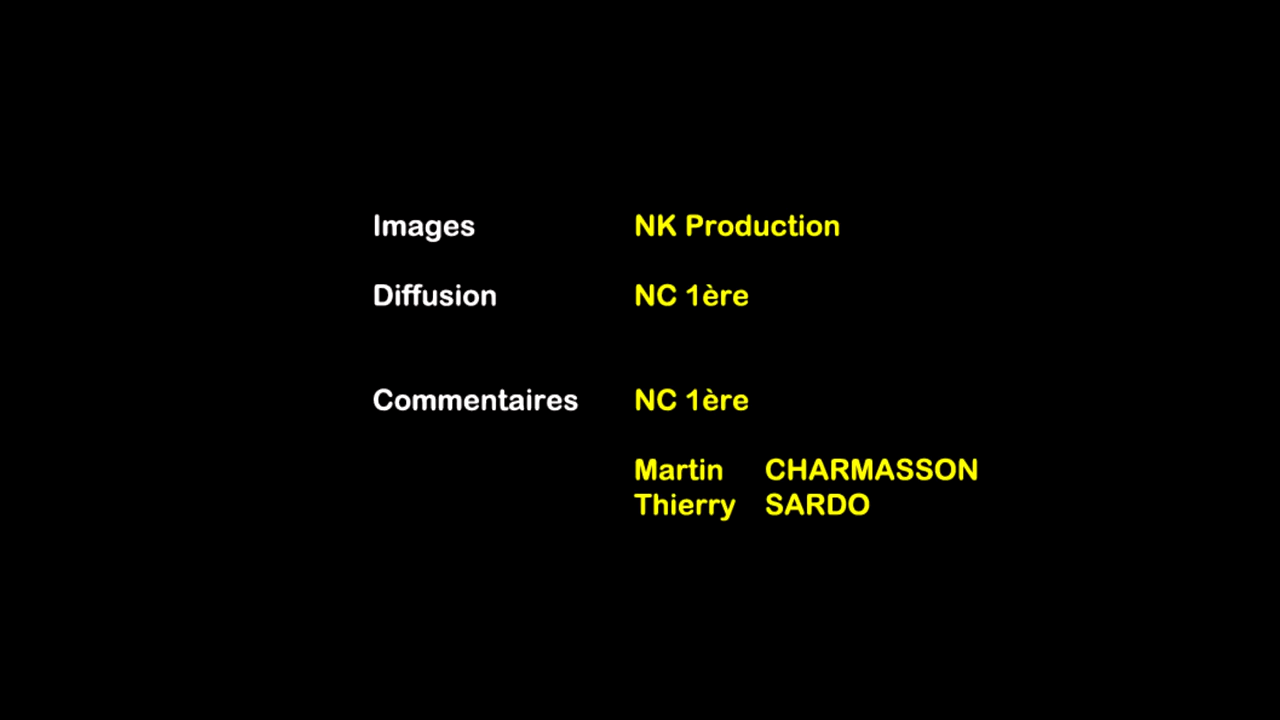 Images NK Production
Diffusion NC 1ère
Commentaires NC 1ère
Martin CHARMASSON
Thierry SARDO